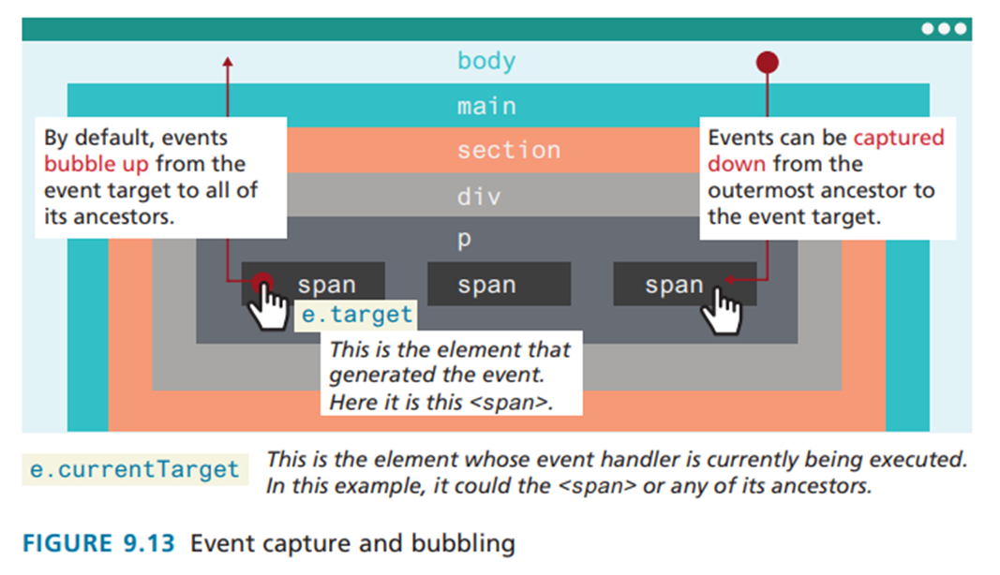 body
main
section
div
p
By default, events
bubble up from the
event target to all of
its ancestors.
Events can be captured
down from the
outermost ancestor to
the event target.
span
span
span
e.target
This is the element that
generated the event.
Here it is this <span>.
e.currentTarget
This is the element whose event handler is currently being executed.
In this example, it could the <span> or any of its ancestors.
FIGURE 9.13 Event capture and bubbling